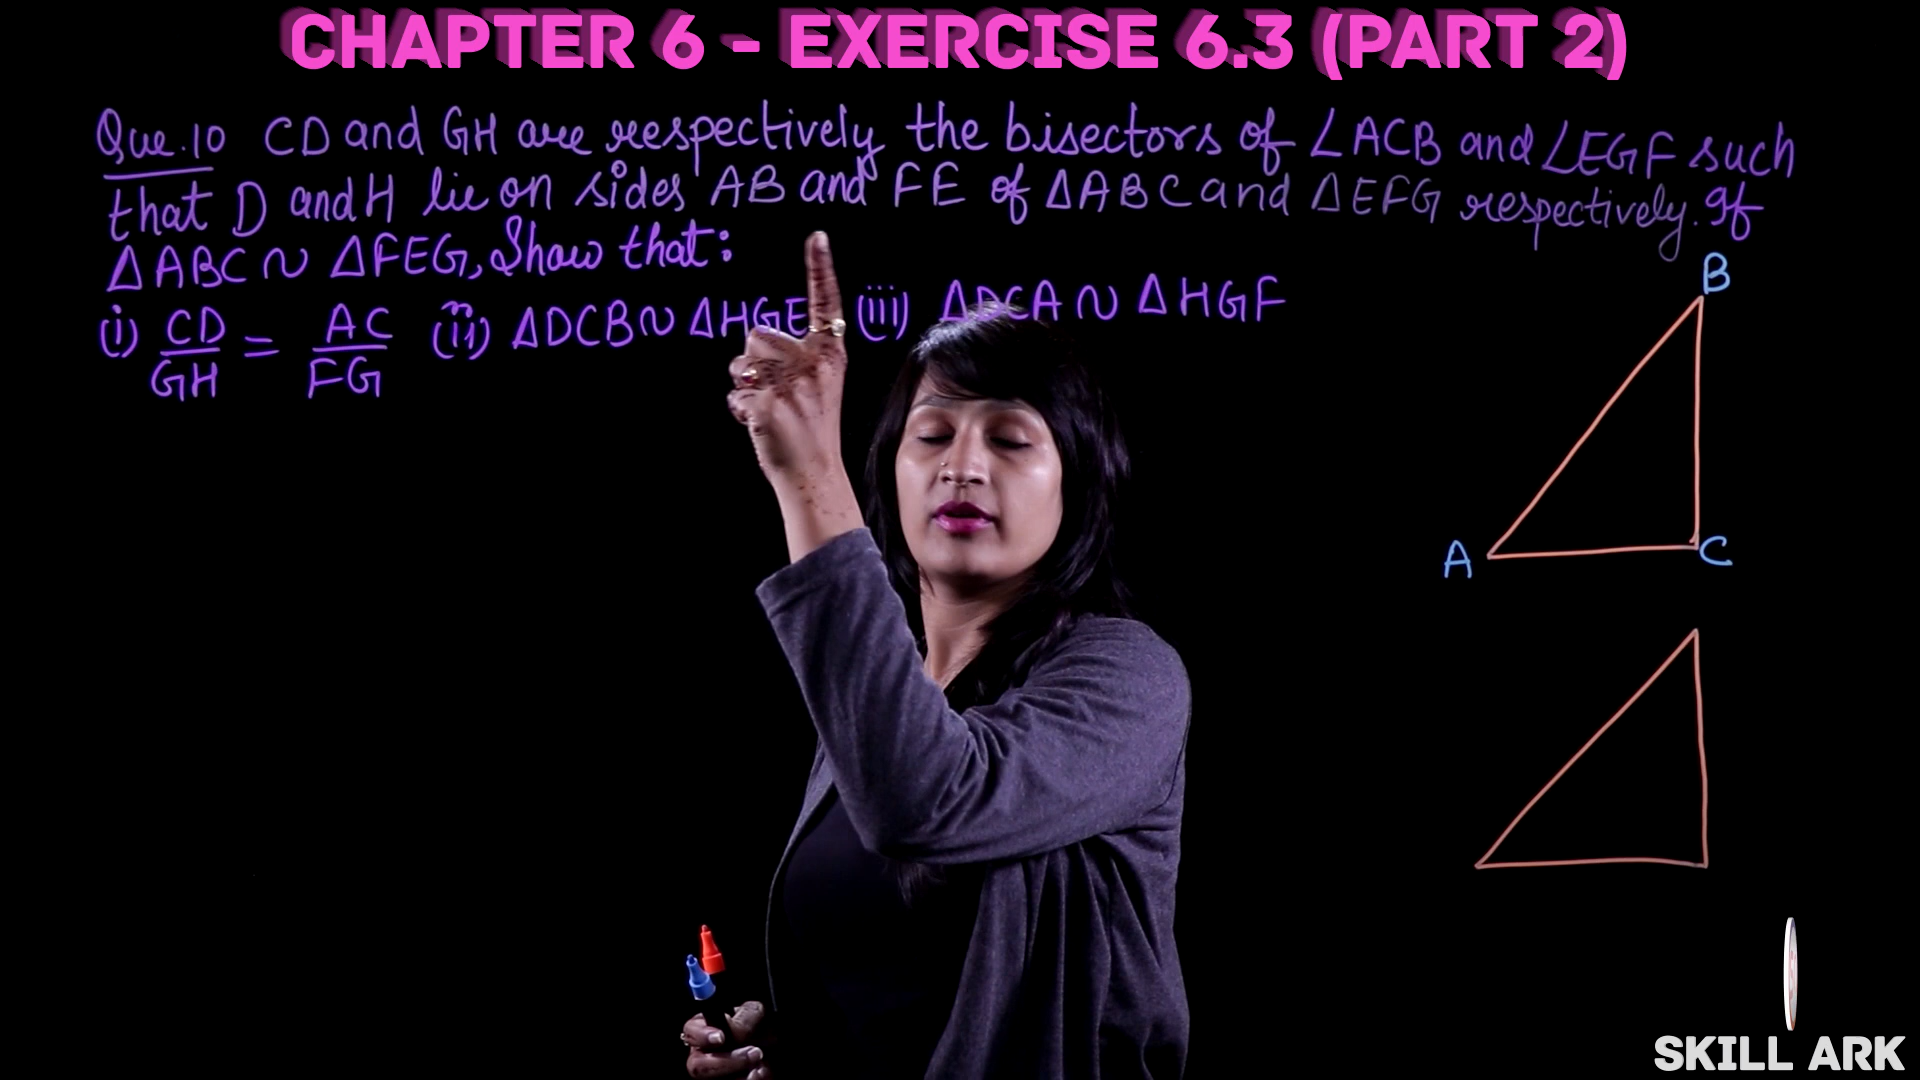 CHAPTER 6 - EXERCISE 6.3 (PART 2)
Que.10 CD and GH are respectively the bisectors of ∠ACB and ∠EGF such
that D and H lie on sides AB and FE of ΔABC and ΔEFG respectively. If
ΔABC ~ ΔFEG, Show that:
(i) CD/GH = AC/FG (ii) ΔDCB ~ ΔHGE (iii) ΔDCA ~ ΔHGF
B
A C
SKILL ARK